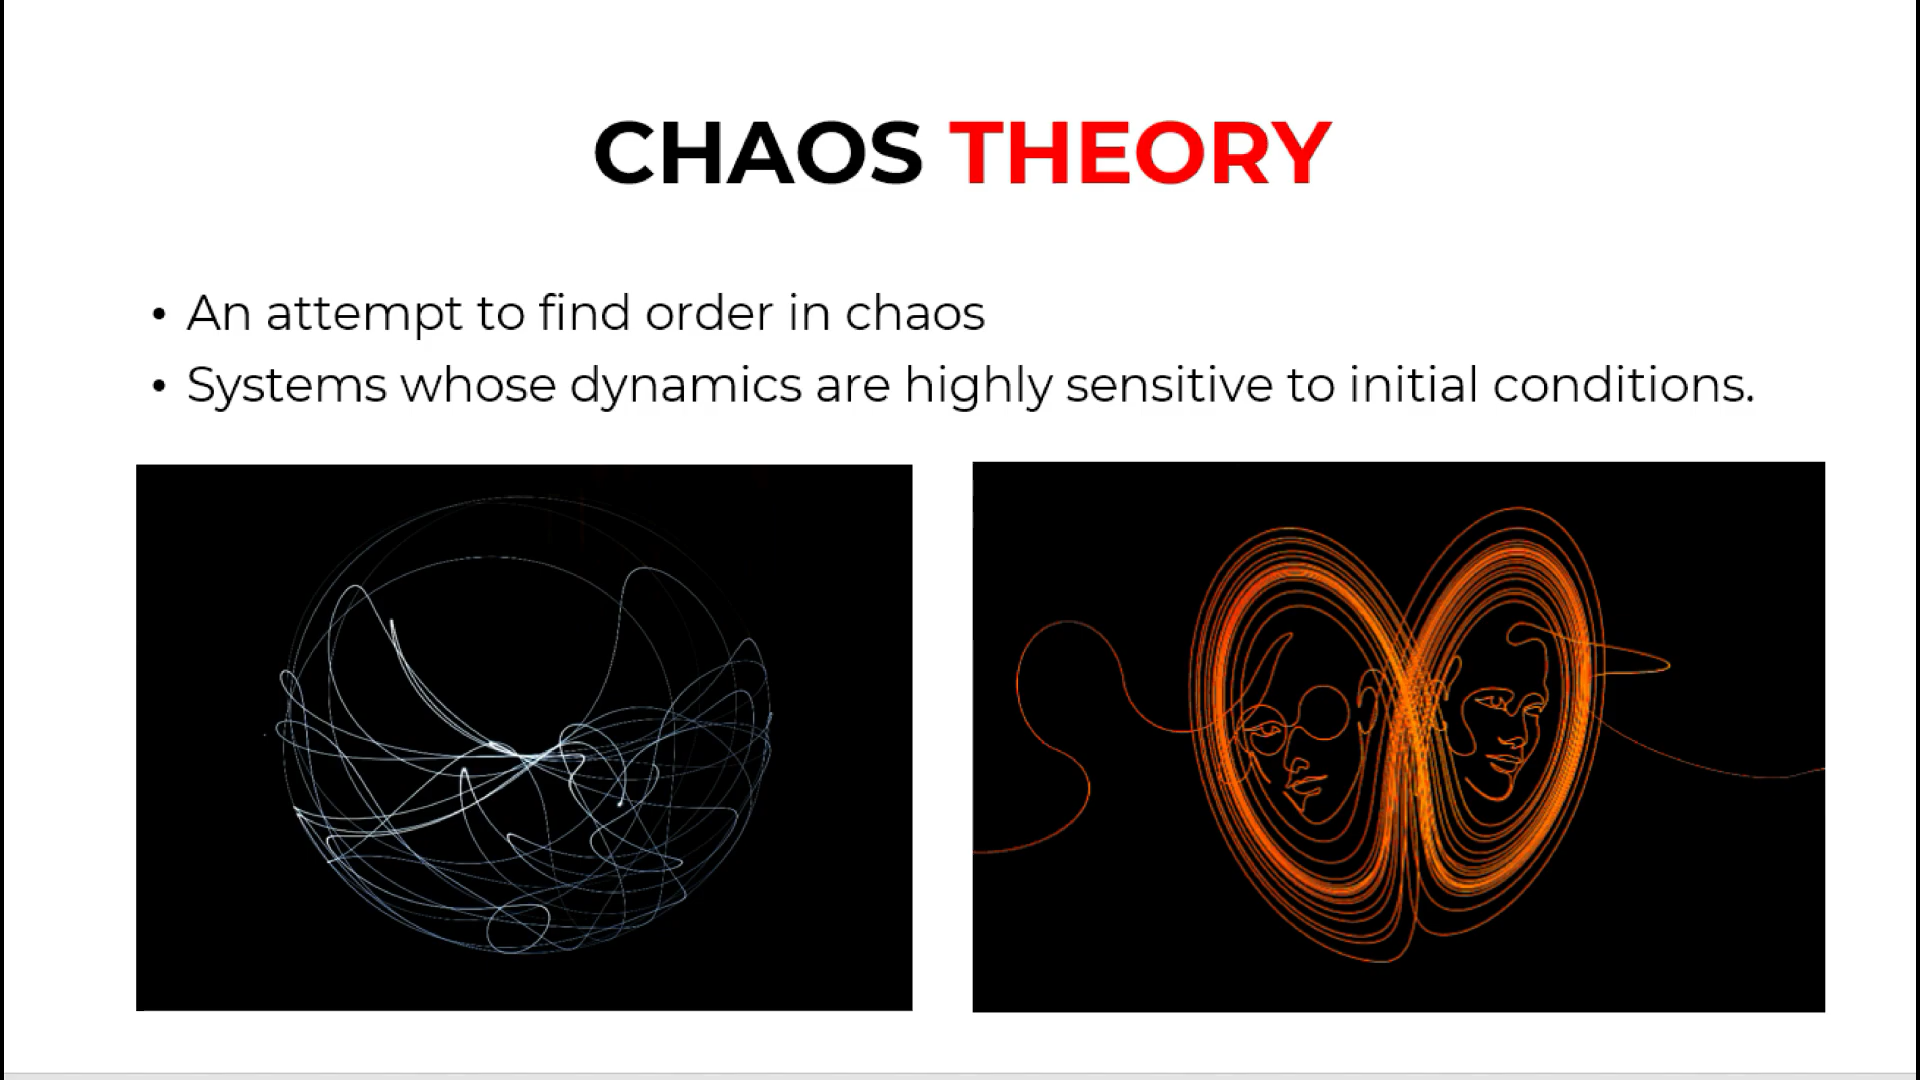 CHAOS THEORY
• An attempt to find order in chaos
• Systems whose dynamics are highly sensitive to initial conditions.